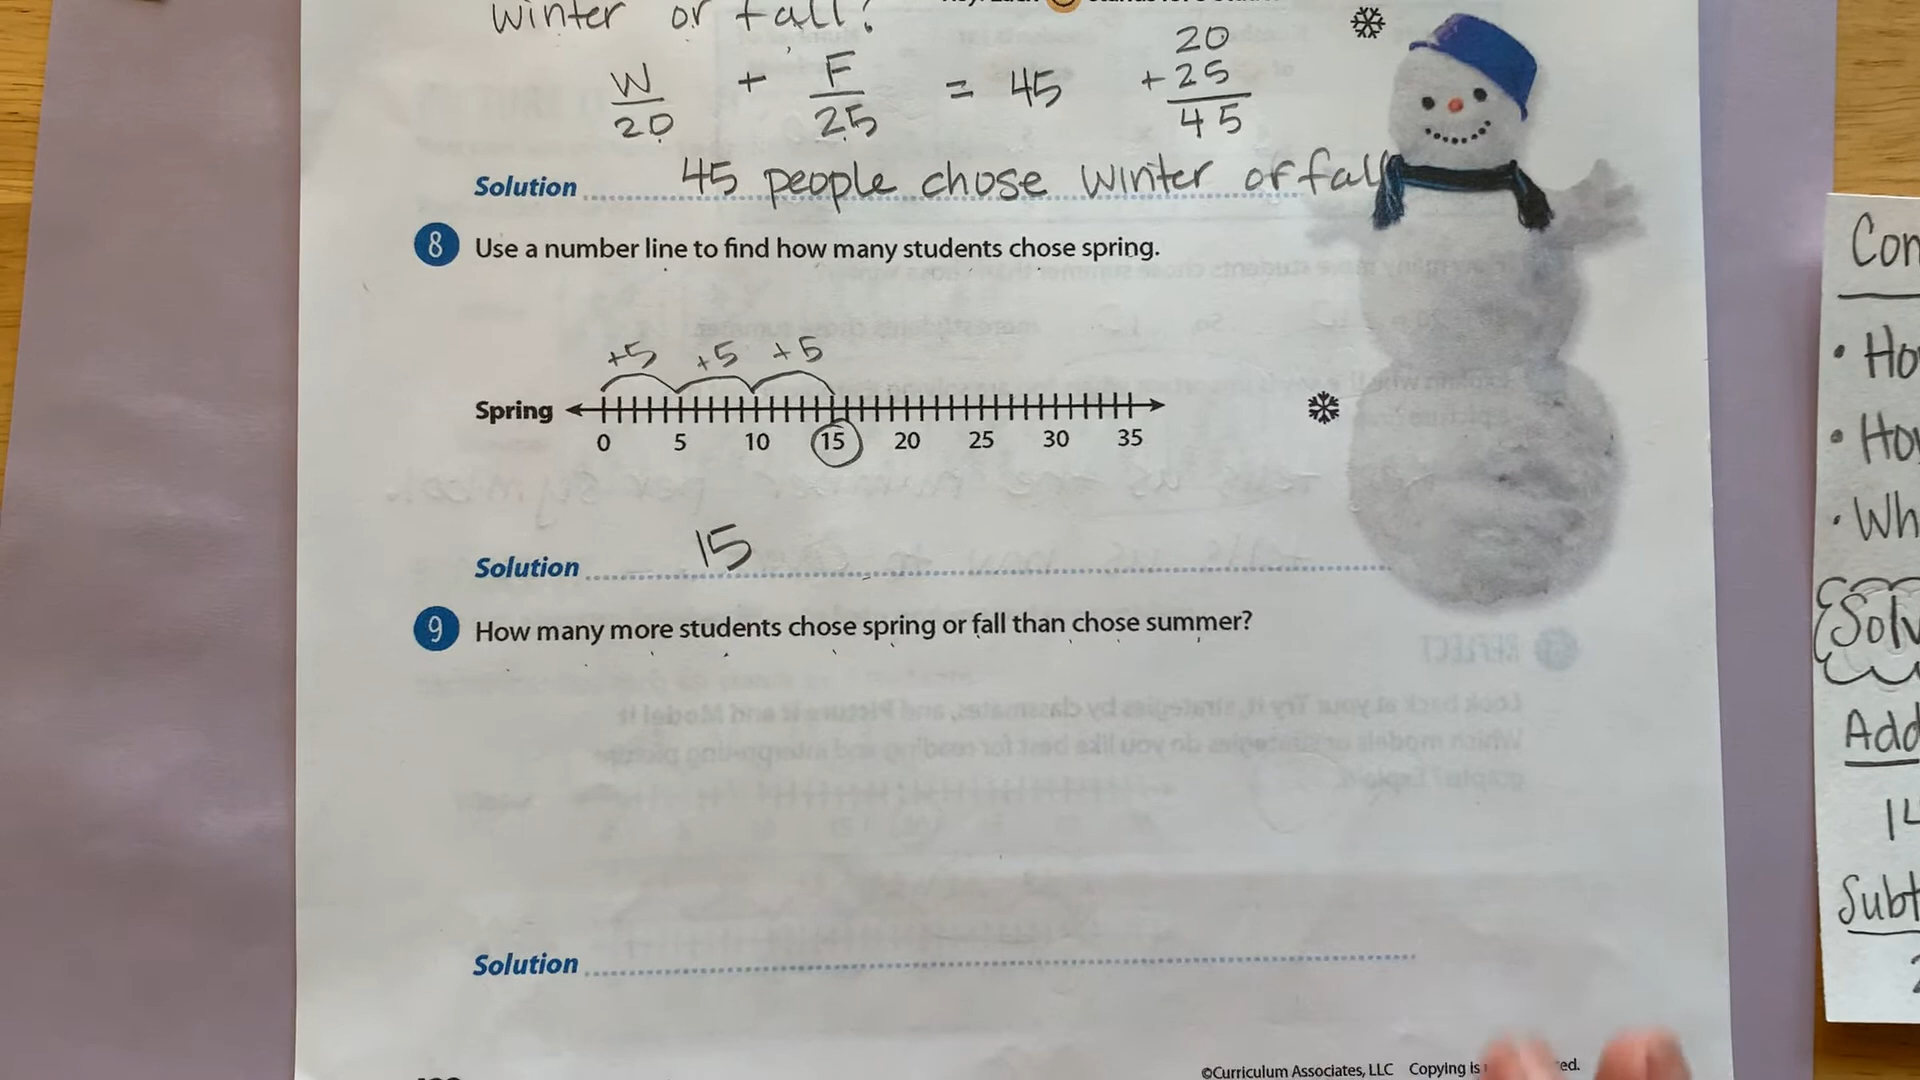 winter or fall?
W + F = 45
20 25
20
+25
45
Solution 45 people chose winter or fall
8 Use a number line to find how many students chose spring.
+5 +5 +5
Spring
0 5 10 15 20 25 30 35
Solution 15
9 How many more students chose spring or fall than chose summer?
Solution
©Curriculum Associates, LLC Copying is
Con
• Ho
• How
• Wh
Solv
Add
14
Subt
2